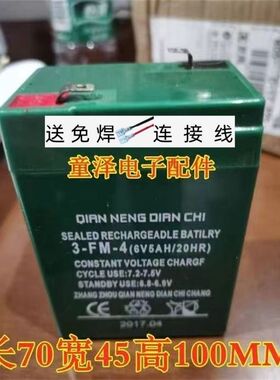 送免焊 连接线
童泽电子配件
QIAN NENG DIAN CHI
SEALED RECHARGEABLE BATILRY
3-FM-4(6V5AH/20HR)
CONSTANT VOLTAGE CHARGF
CYCLE USE:7.2-7.5V
STANDBY USE:6.8-6.9V
ZHANG ZHOU QIAN NENG DIAN CHI CHANG
2017.04
长70宽45高100MM